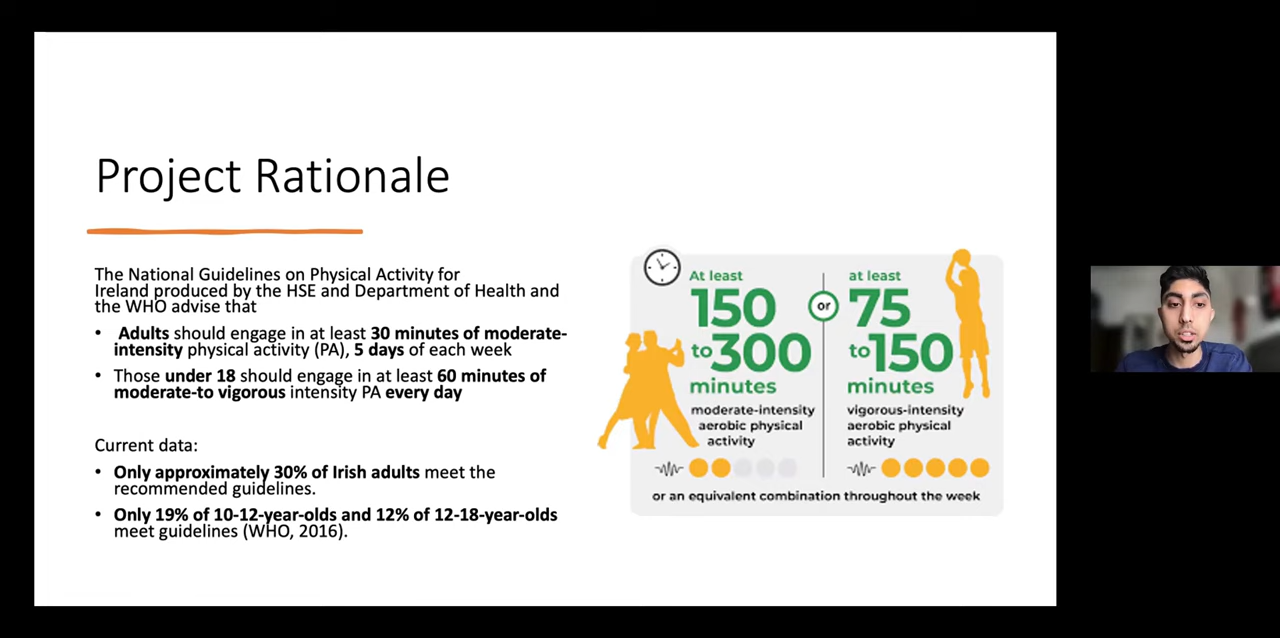 Project Rationale
The National Guidelines on Physical Activity for
Ireland produced by the HSE and Department of Health and
the WHO advise that
• Adults should engage in at least 30 minutes of moderate-
intensity physical activity (PA), 5 days of each week
• Those under 18 should engage in at least 60 minutes of
moderate-to vigorous intensity PA every day
Current data:
• Only approximately 30% of Irish adults meet the
recommended guidelines.
• Only 19% of 10-12-year-olds and 12% of 12-18-year-olds
meet guidelines (WHO, 2016).
At least
150
to 300
minutes
moderate-intensity
aerobic physical
activity
or
at least
75
to 150
minutes
vigorous-intensity
aerobic physical
activity
or an equivalent combination throughout the week